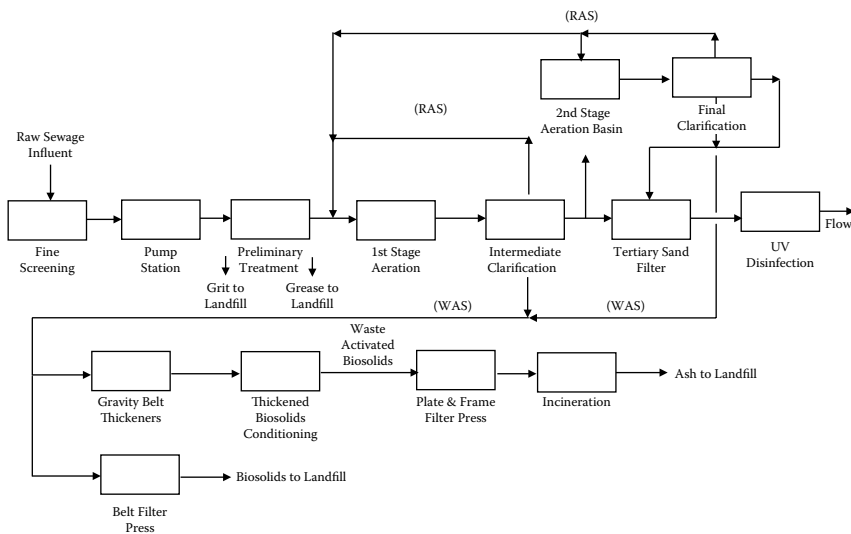 (RAS)
(RAS)
2nd Stage
Aeration Basin
Final
Clarification
Raw Sewage
Influent
Fine
Screening
Pump
Station
Preliminary
Treatment
1st Stage
Aeration
Intermediate
Clarification
Tertiary Sand
Filter
UV
Disinfection
Flow
Grit to
Landfill
Grease to
Landfill
(WAS)
(WAS)
Waste
Activated
Biosolids
Gravity Belt
Thickeners
Thickened
Biosolids
Conditioning
Plate & Frame
Filter Press
Incineration
Ash to Landfill
Biosolids to Landfill
Belt Filter
Press